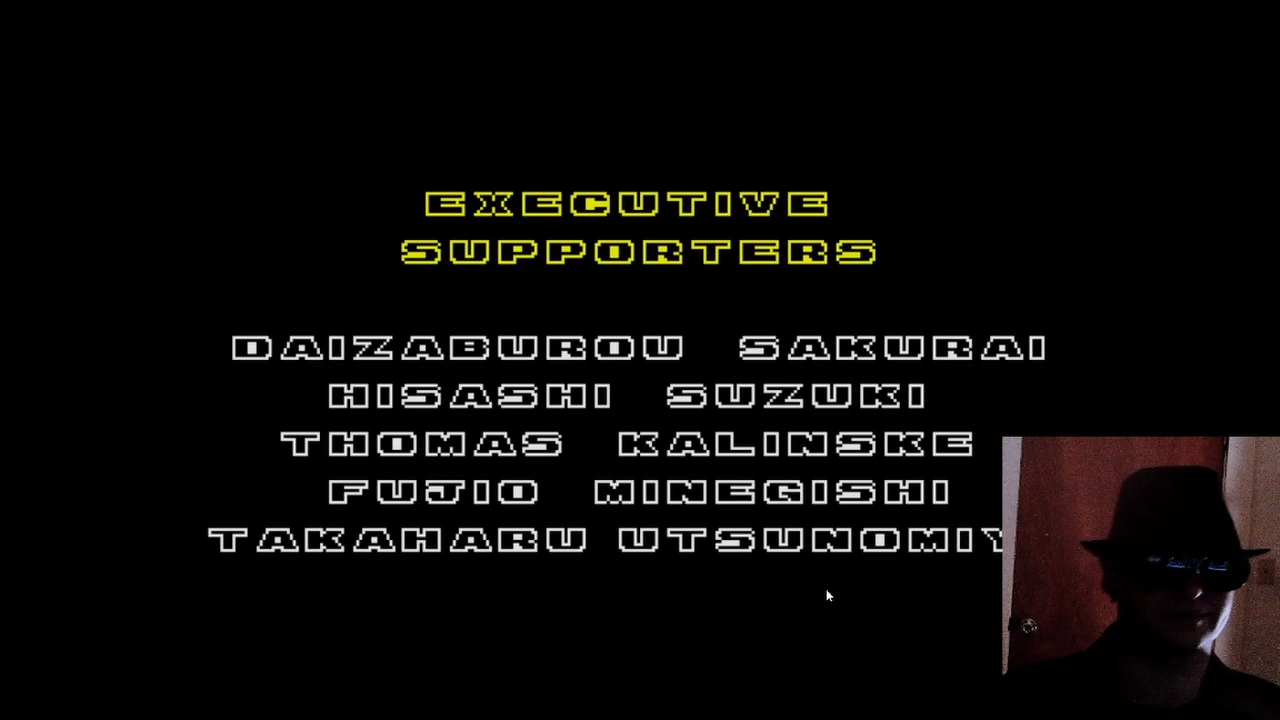 EXECUTIVE
SUPPORTERS
DAIZABUROU SAKURAI
HISASHI SUZUKI
THOMAS KALINSKE
FUJIO MINEGISHI
TAKAHARU